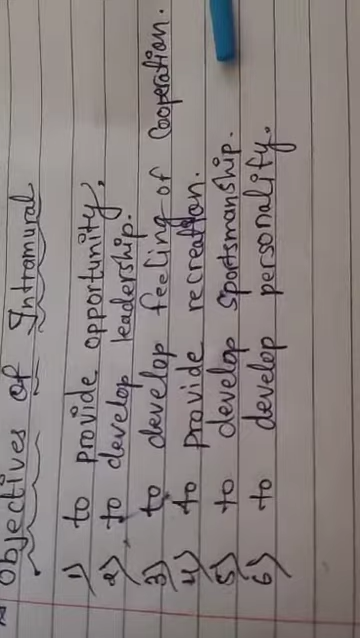 Objectives of Intramural
1) to provide opportunity.
2) to develop leadership.
3) to develop feeling of Cooperation.
4) to provide recreation.
5) to develop Sportsmanship.
6) to develop personality.